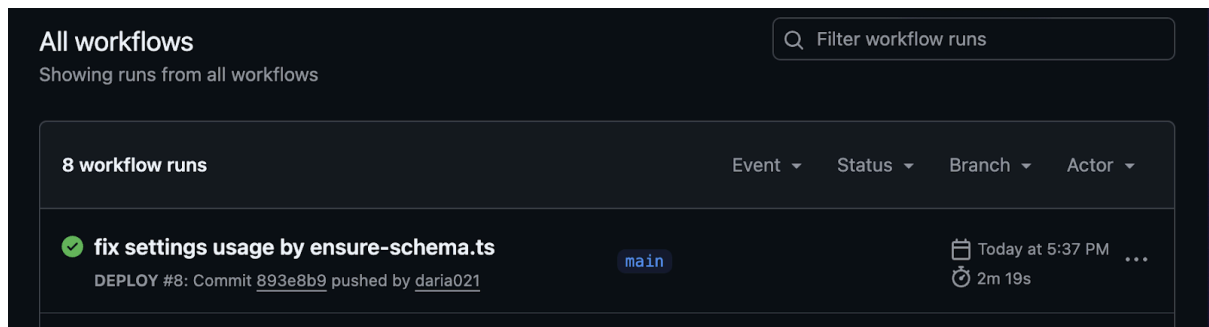 All workflows
Filter workflow runs
Showing runs from all workflows
8 workflow runs
Event
Status
Branch
Actor
fix settings usage by ensure-schema.ts
DEPLOY #8: Commit 893e8b9 pushed by daria021
main
Today at 5:37 PM
2m 19s